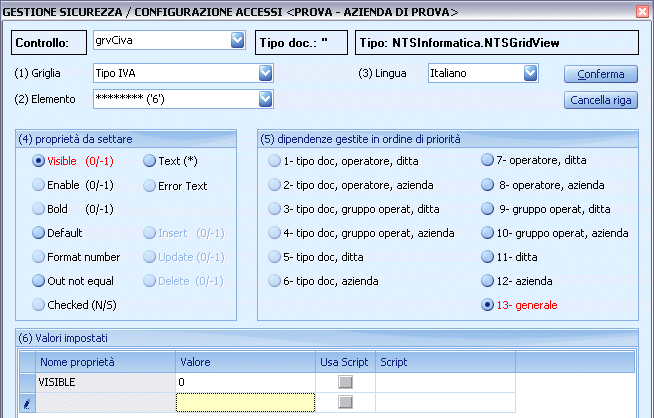 GESTIONE SICUREZZA / CONFIGURAZIONE ACCESSI <PROVA - AZIENDA DI PROVA>
Controllo: grvCiva Tipo doc.: '' Tipo: NTSInformatica.NTSGridView
(1) Griglia Tipo IVA (3) Lingua Italiano Conferma
(2) Elemento ******** ('6') Cancella riga
(4) proprietà da settare
Visible (0/-1) Text (*)
Enable (0/-1) Error Text
Bold (0/-1)
Default Insert (0/-1)
Format number Update (0/-1)
Out not equal Delete (0/-1)
Checked (N/S)
(5) dipendenze gestite in ordine di priorità
1- tipo doc, operatore, ditta
2- tipo doc, operatore, azienda
3- tipo doc, gruppo operat, ditta
4- tipo doc, gruppo operat, azienda
5- tipo doc, ditta
6- tipo doc, azienda
7- operatore, ditta
8- operatore, azienda
9- gruppo operat, ditta
10- gruppo operat, azienda
11- ditta
12- azienda
13- generale
(6) Valori impostati
Nome proprietà Valore Usa Script Script
VISIBLE 0